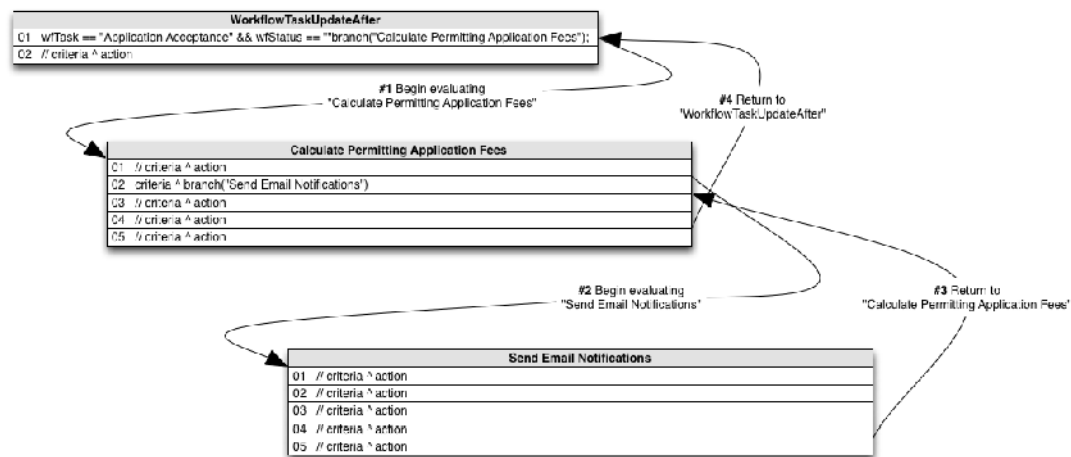 WorkflowTaskUpdateAfter
01 wfTask == "Application Acceptance" && wfStatus == ""branch("Calculate Permitting Application Fees");
02 // criteria ^ action
#1 Begin evaluating
"Calculate Permitting Application Fees"
#4 Return to
"WorkflowTaskUpdateAfter"
Calculate Permitting Application Fees
01 // criteria ^ action
02 criteria ^ branch("Send Email Notifications")
03 // criteria ^ action
04 // criteria ^ action
05 // criteria ^ action
#2 Begin evaluating
"Send Email Notifications"
#3 Return to
"Calculate Permitting Application Fees"
Send Email Notifications
01 // criteria ^ action
02 // criteria ^ action
03 // criteria ^ action
04 // criteria ^ action
05 // criteria ^ action